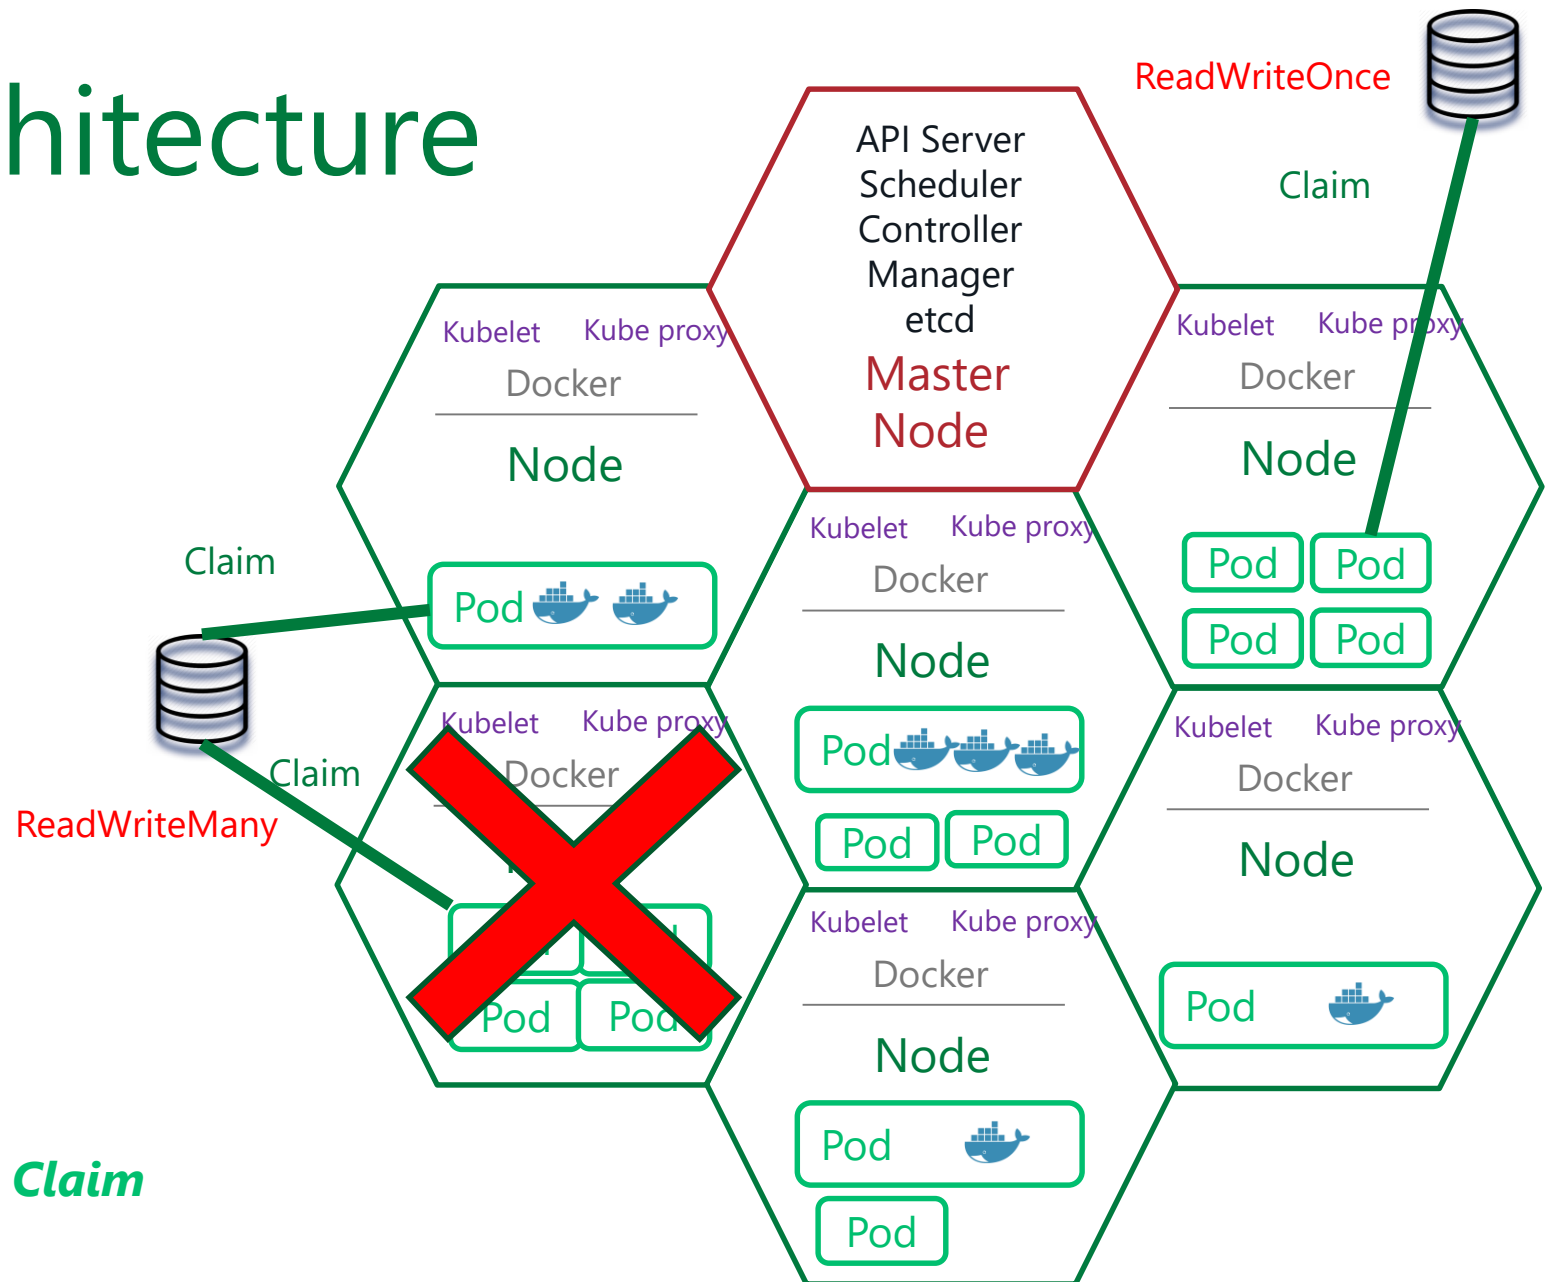 hitecture
ReadWriteOnce
Claim
API Server
Scheduler
Controller
Manager
etcd
Master
Node
Kubelet Kube proxy
Docker
Node
Claim
Pod
Kubelet Kube proxy
Docker
Node
Pod Pod
Pod Pod
Kubelet Kube proxy
Docker
Node
Pod
Pod Pod
Claim
ReadWriteMany
Kubelet Kube proxy
Docker
Pod Pod
Kubelet Kube proxy
Docker
Node
Pod
Kubelet Kube proxy
Docker
Node
Pod
Pod
Claim